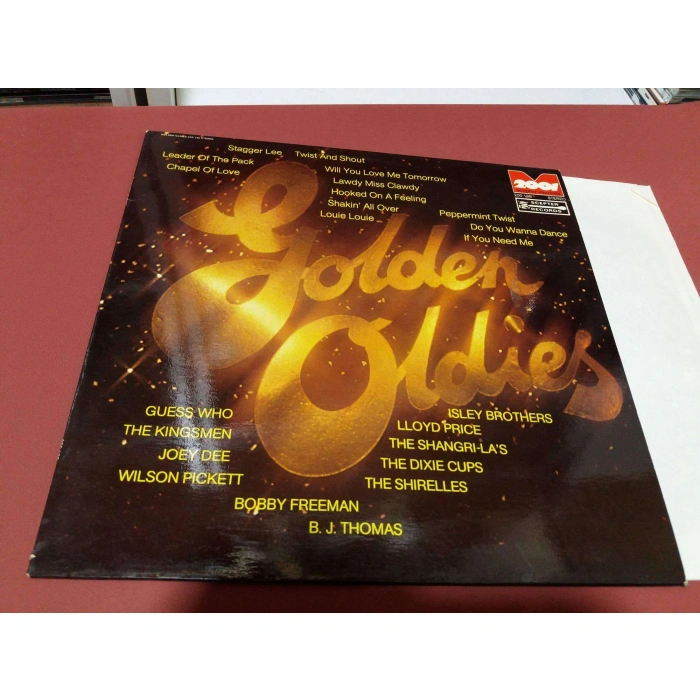 Stagger Lee Twist And Shout
Leader Of The Pack
Will You Love Me Tomorrow
Chapel Of Love
Lawdy Miss Clawdy
Hooked On A Feeling
Shakin' All Over
Louie Louie
Peppermint Twist
Do You Wanna Dance
If You Need Me
2001
SCEPTER
RECORDS
Golden
Oldies
GUESS WHO
THE KINGSMEN
JOEY DEE
WILSON PICKETT
ISLEY BROTHERS
LLOYD PRICE
THE SHANGRI-LA'S
THE DIXIE CUPS
THE SHIRELLES
BOBBY FREEMAN
B. J. THOMAS